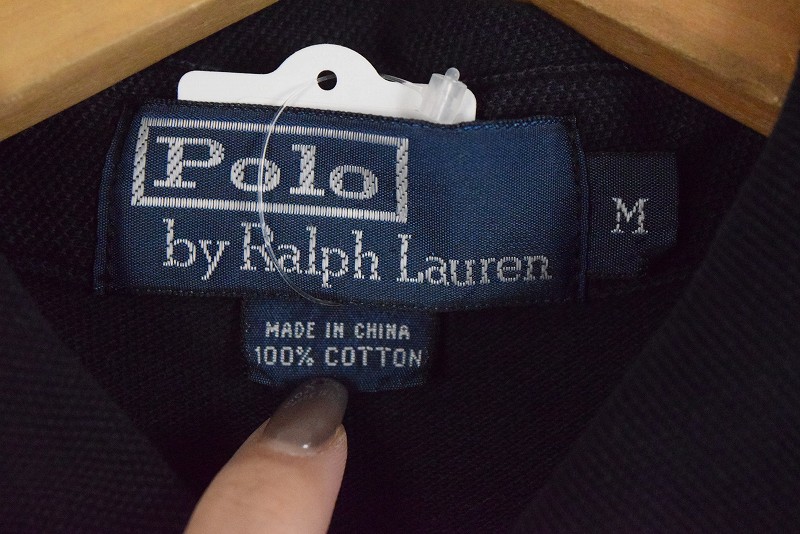 Polo
by Ralph Lauren
M
MADE IN CHINA
100% COTTON